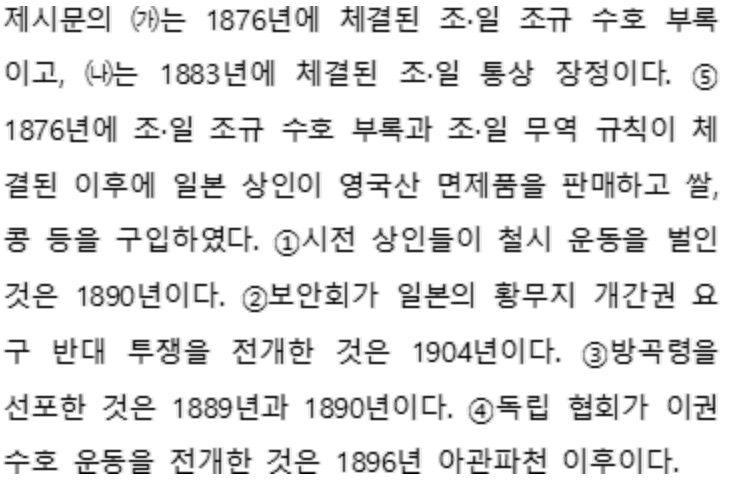 제시문의 ㈎는 1876년에 체결된 조·일 조규 수호 부록
이고, ㈏는 1883년에 체결된 조·일 통상 장정이다. ⑤
1876년에 조·일 조규 수호 부록과 조·일 무역 규칙이 체
결된 이후에 일본 상인이 영국산 면제품을 판매하고 쌀,
콩 등을 구입하였다. ①시전 상인들이 철시 운동을 벌인
것은 1890년이다. ②보안회가 일본의 황무지 개간권 요
구 반대 투쟁을 전개한 것은 1904년이다. ③방곡령을
선포한 것은 1889년과 1890년이다. ④독립 협회가 이권
수호 운동을 전개한 것은 1896년 아관파천 이후이다.